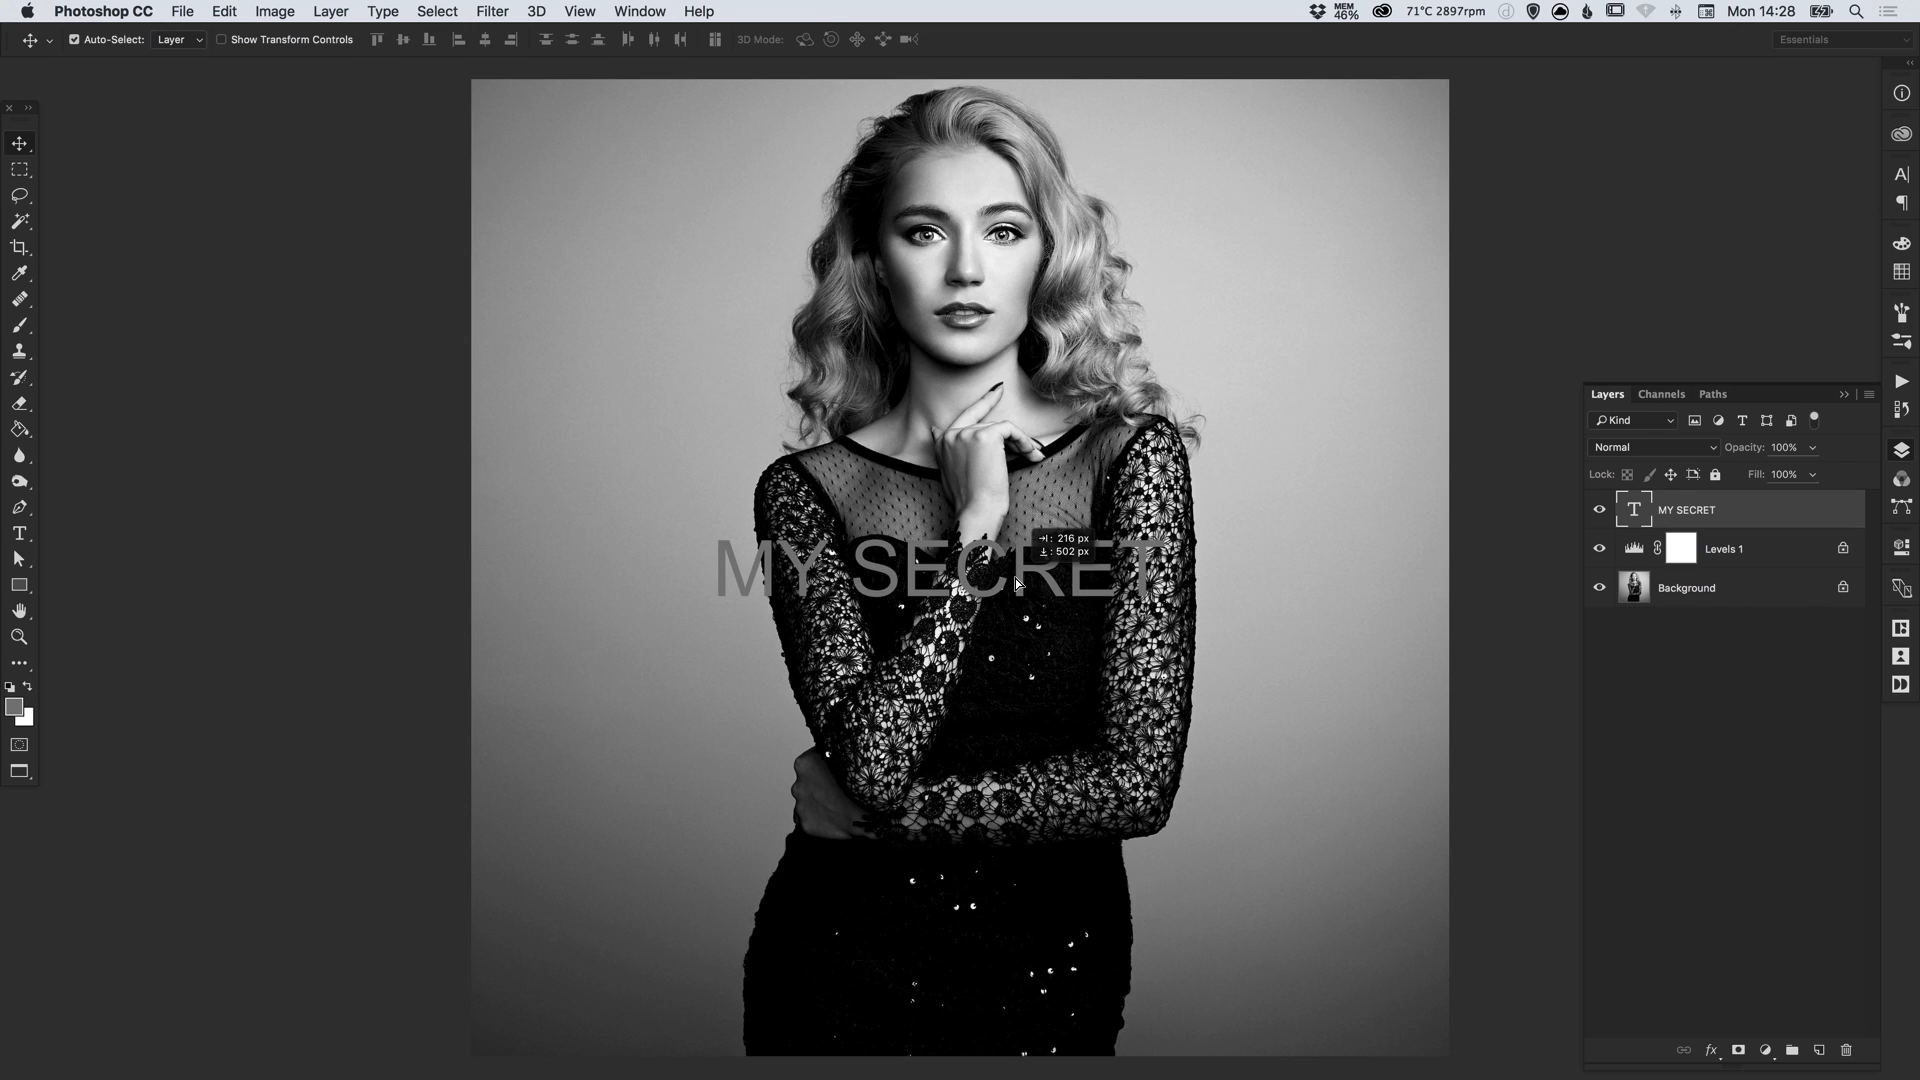 Photoshop CC File Edit Image Layer Type Select Filter 3D View Window Help MEM 46% 71°C 2897rpm Mon 14:28
Auto-Select: Layer Show Transform Controls 3D Mode: Essentials
MY SECRET
216 px
502 px
Layers Channels Paths
Kind
Normal Opacity: 100%
Lock: Fill: 100%
T MY SECRET
Levels 1
Background
fx